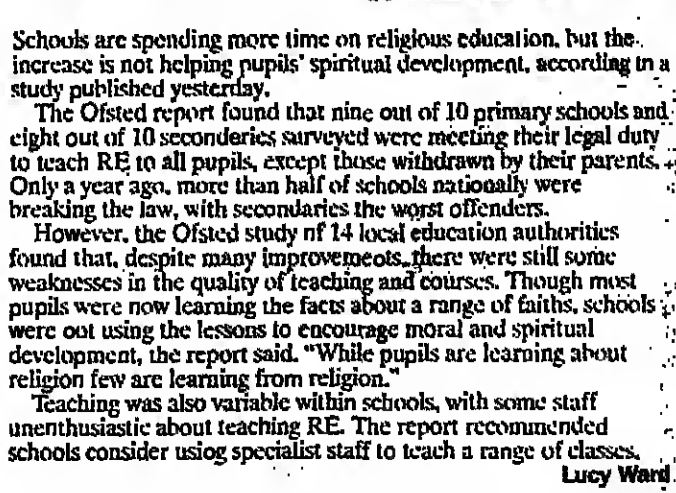 Schools are spending more time on religious education, but the
increase is not helping pupils' spiritual development, according to a
study published yesterday.
The Ofsted report found that nine out of 10 primary schools and
eight out of 10 seconderies surveyed were meeting their legal duty
to teach RE to all pupils, except those withdrawn by their parents.
Only a year ago, more than half of schools nationally were
breaking the law, with secondaries the worst offenders.
However, the Ofsted study of 14 local education authorities
found that, despite many improvements, there were still some
weaknesses in the quality of teaching and courses. Though most
pupils were now learning the facts about a range of faiths, schools
were not using the lessons to encourage moral and spiritual
development, the report said. "While pupils are learning about
religion few are learning from religion."
Teaching was also variable within schools, with some staff
unenthusiastic about teaching RE. The report recommended
schools consider using specialist staff to teach a range of classes.
Lucy Ward